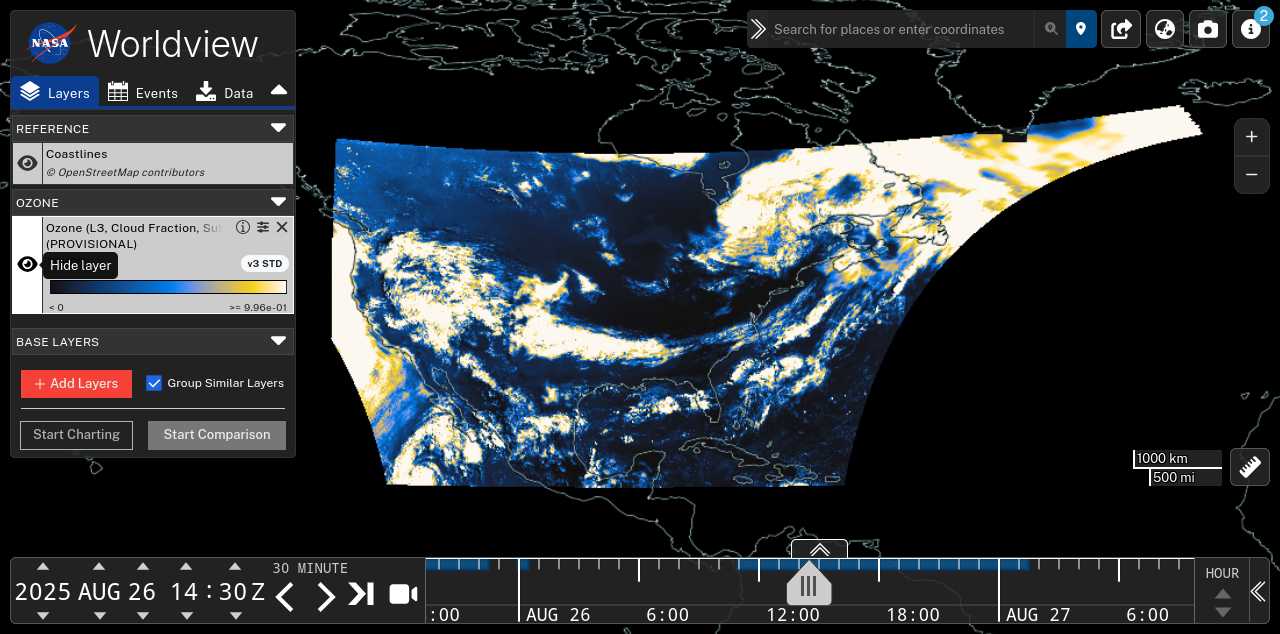 NASA
Worldview
Layers
Events
Data
REFERENCE
Coastlines
© OpenStreetMap contributors
OZONE
Ozone (L3, Cloud Fraction, Su
(PROVISIONAL)
Hide layer
v3 STD
< 0
>= 9.96e-01
BASE LAYERS
+ Add Layers
Group Similar Layers
Start Charting
Start Comparison
Search for places or enter coordinates
2
+
−
1000 km
500 mi
2025 AUG 26 14 : 30 Z
30 MINUTE
:00
AUG 26
6:00
12:00
18:00
AUG 27
6:00
HOUR